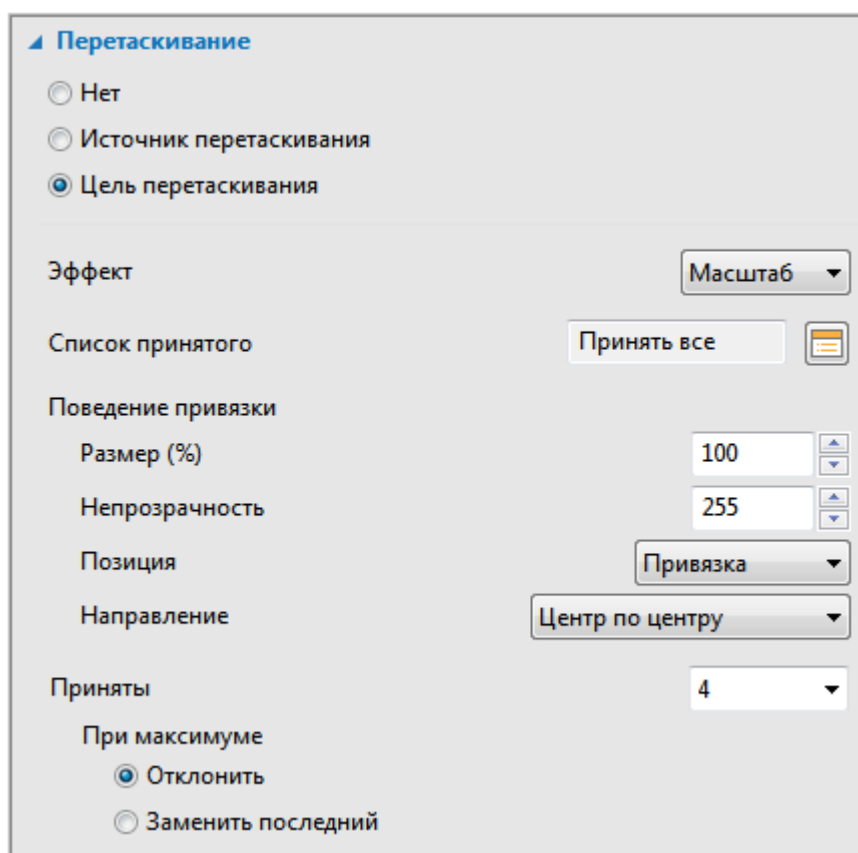 Перетаскивание
Нет
Источник перетаскивания
Цель перетаскивания
Эффект Масштаб
Список принятого Принять все
Поведение привязки
Размер (%) 100
Непрозрачность 255
Позиция Привязка
Направление Центр по центру
Приняты 4
При максимуме
Отклонить
Заменить последний